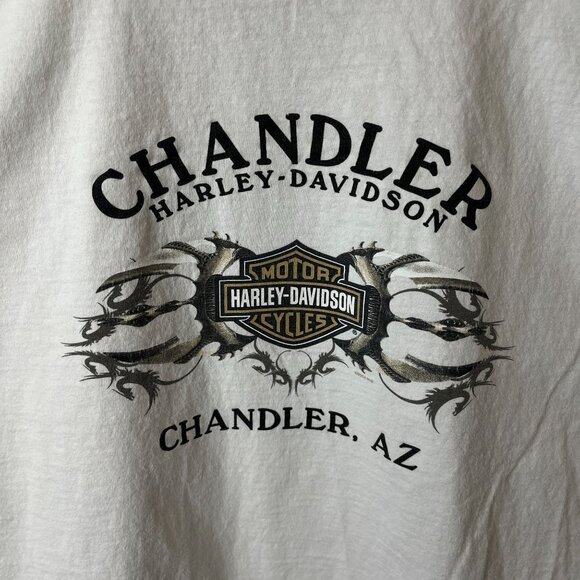 CHANDLER
HARLEY-DAVIDSON
MOTOR
HARLEY-DAVIDSON
CYCLES
®
CHANDLER, AZ